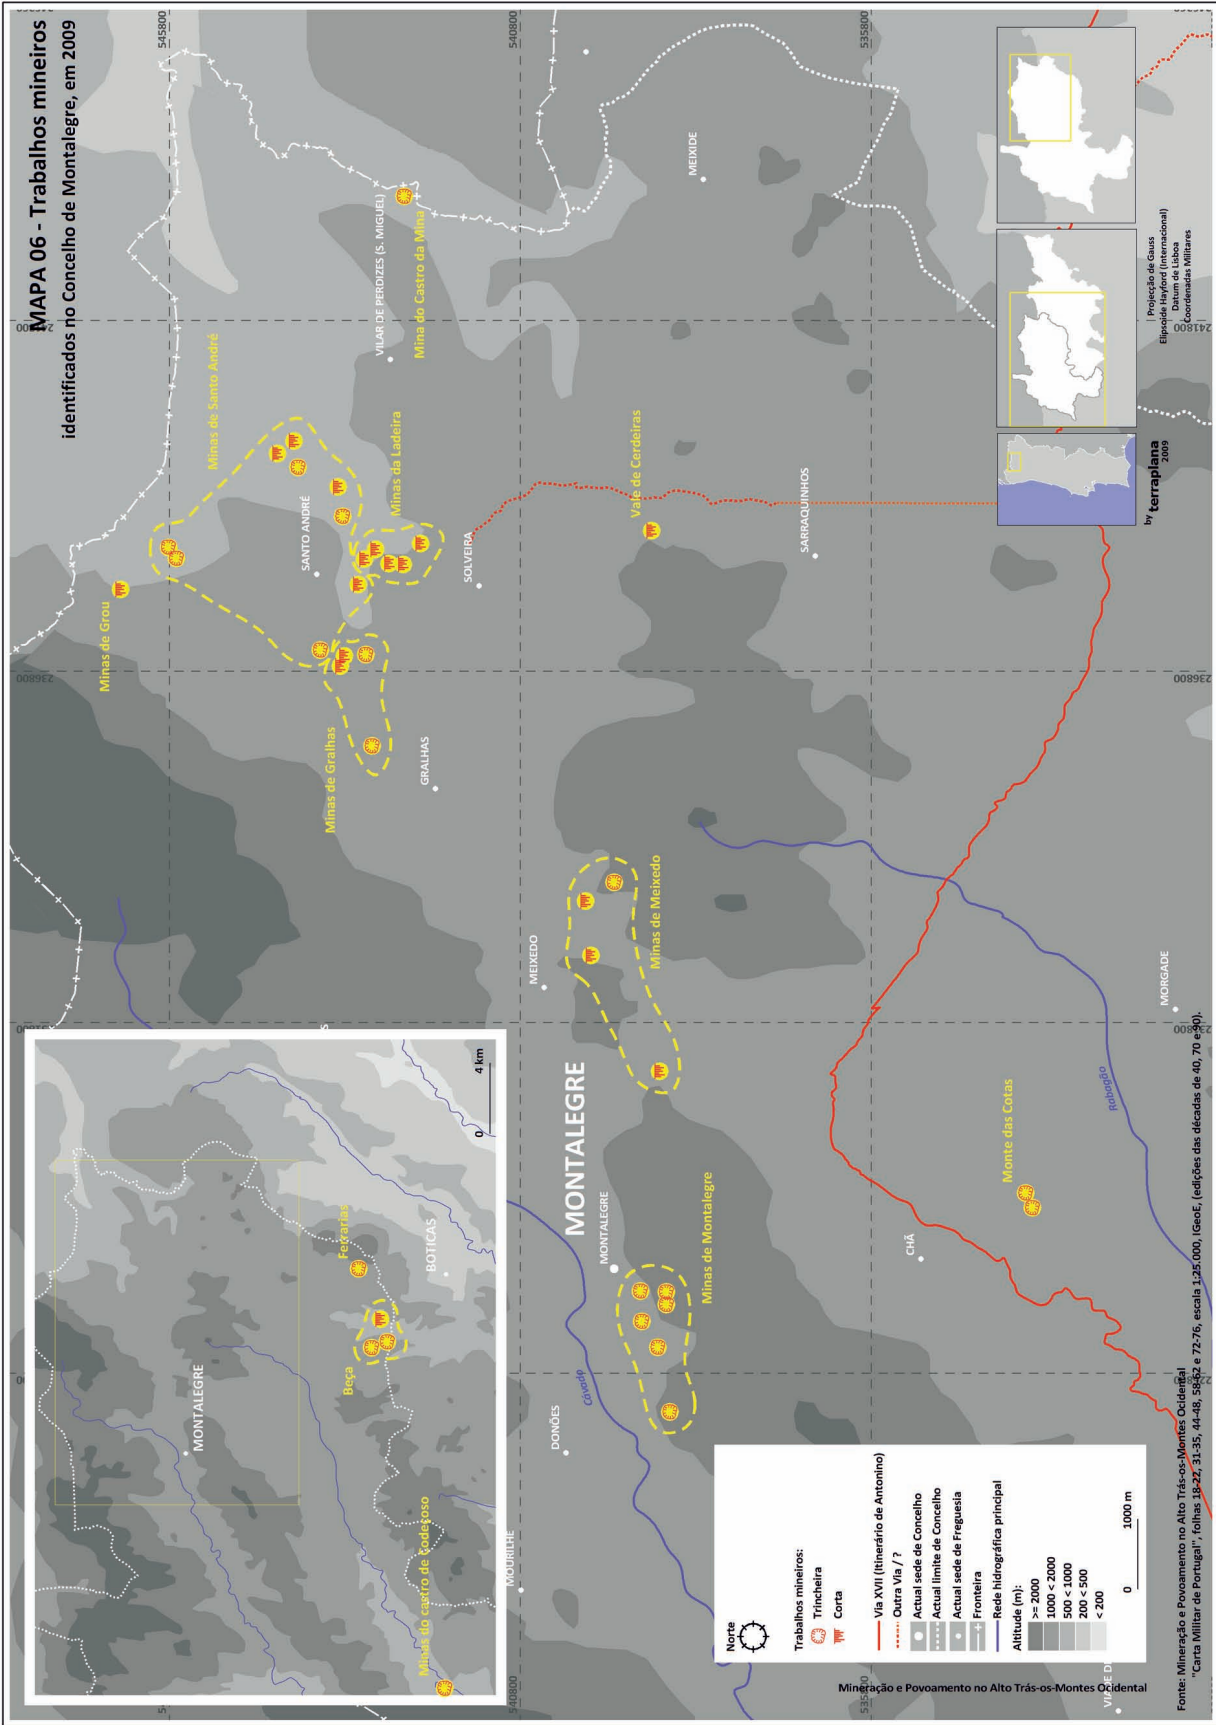 MAPA 06 - Trabalhos mineiros
identificados no Concelho de Montalegre, em 2009
545800
540800
535800
241800
236800
Minas de Grou
Minas de Santo André
SANTO ANDRÉ
VILAR DE PERDIZES (S. MIGUEL)
Mina do Castro da Mina
Minas da Ladeira
MEIXIDE
SOLVEIRA
Vale de Cerdeiras
SARRAQUINHOS
Minas de Gralhas
GRALHAS
MEIXEDO
Minas de Meixedo
MONTALEGRE
MONTALEGRE
Minas de Montalegre
Cávado
DONÕES
MOURILHE
CHÃ
Monte das Cotas
Rabagão
MORGADE
236800
241800
540800
535800
VIADE D
MONTALEGRE
Ferrarias
BOTICAS
Beça
Minas do castro de Codeçoso
0 4 km
Norte
Trabalhos mineiros:
Trincheira
Corta
Via XVII (Itinerário de Antonino)
Outra Via / ?
Actual sede de Concelho
Actual limite de Concelho
Actual sede de Freguesia
Fronteira
Rede hidrográfica principal
Altitude (m):
>= 2000
1000 < 2000
500 < 1000
200 < 500
< 200
0 1000 m
Mineração e Povoamento no Alto Trás-os-Montes Ocidental
Fonte: Mineração e Povoamento no Alto Trás-os-Montes Ocidental
"Carta Militar de Portugal", folhas 18-22, 31-35, 44-48, 58-62 e 72-76, escala 1:25.000, IGeoE, (edições das décadas de 40, 70 e 90).
by terraplana
2009
Projecção de Gauss
Elipsoide Hayford (Internacional)
Datum de Lisboa
Coordenadas Militares